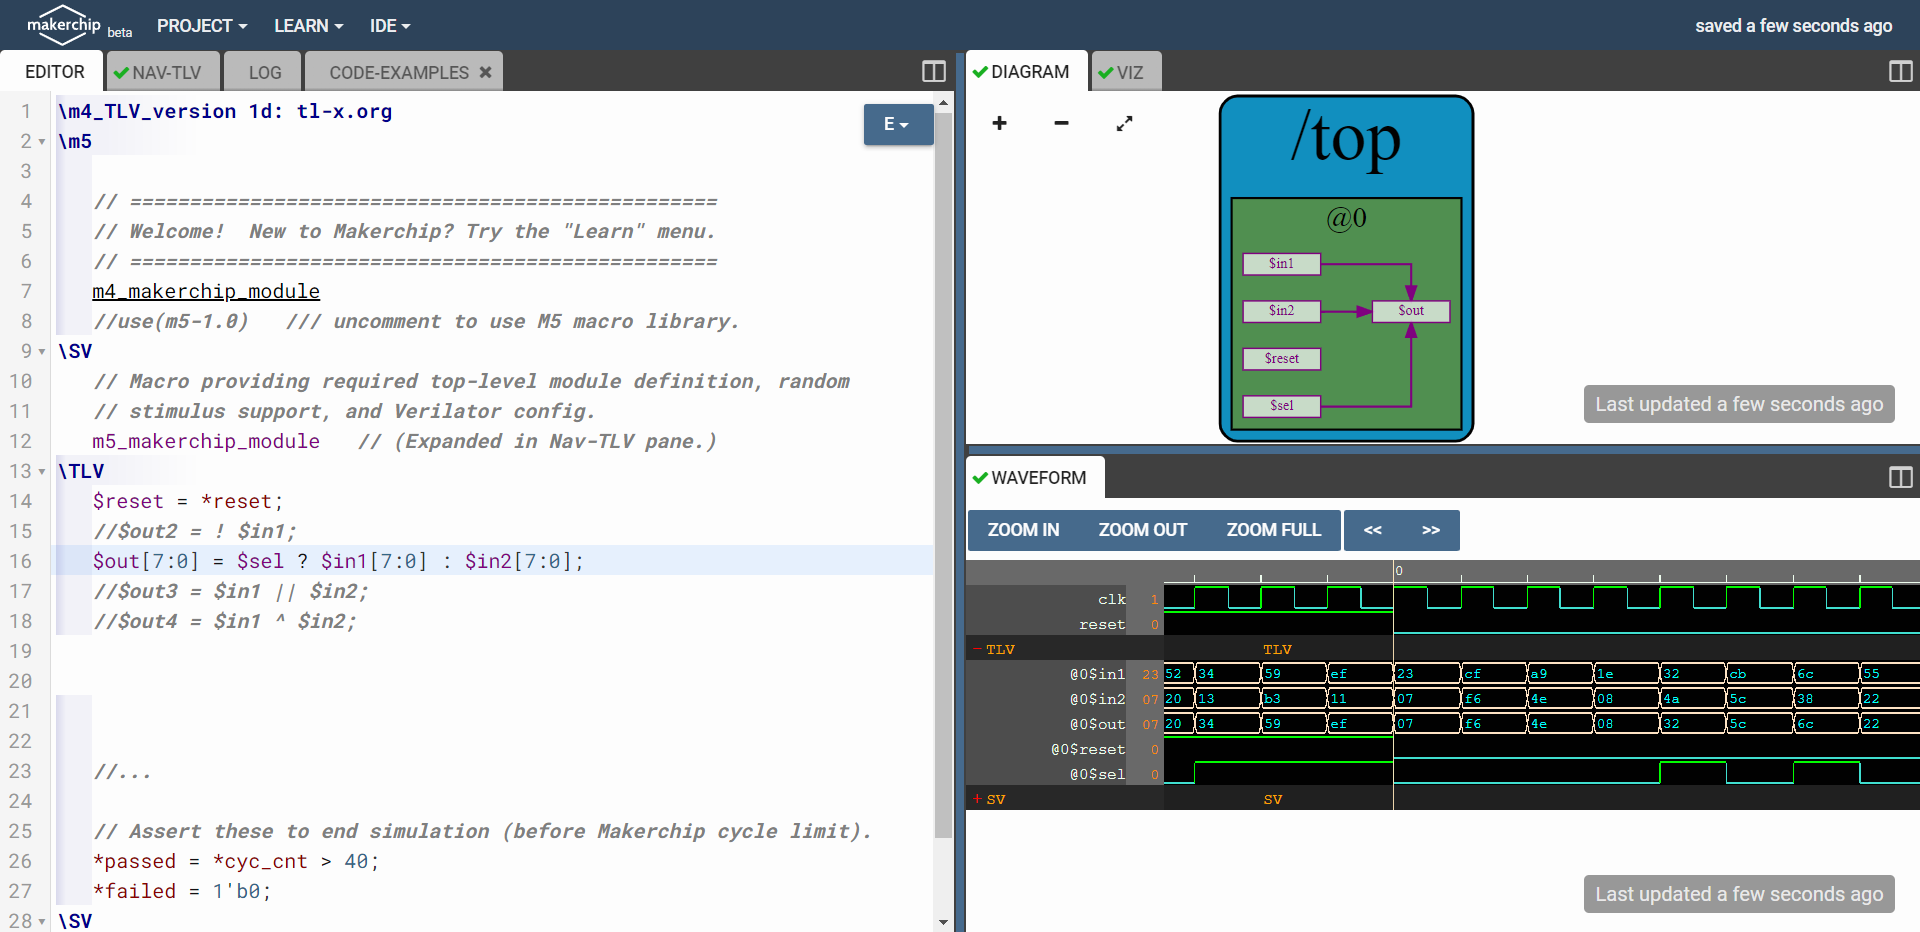 makerchip beta PROJECT LEARN IDE saved a few seconds ago
EDITOR NAV-TLV LOG CODE-EXAMPLES
E
1 \m4_TLV_version 1d: tl-x.org
2 \m5
3
4 // =================================================
5 // Welcome!  New to Makerchip? Try the "Learn" menu.
6 // =================================================
7 m4_makerchip_module
8 //use(m5-1.0)   /// uncomment to use M5 macro library.
9 \SV
10 // Macro providing required top-level module definition, random
11 // stimulus support, and Verilator config.
12 m5_makerchip_module   // (Expanded in Nav-TLV pane.)
13 \TLV
14 $reset = *reset;
15 //$out2 = ! $in1;
16 $out[7:0] = $sel ? $in1[7:0] : $in2[7:0];
17 //$out3 = $in1 || $in2;
18 //$out4 = $in1 ^ $in2;
19
20
21
22
23 //...
24
25 // Assert these to end simulation (before Makerchip cycle limit).
26 *passed = *cyc_cnt > 40;
27 *failed = 1'b0;
28 \SV
DIAGRAM VIZ
/top
@0
$in1
$in2 $out
$reset
$sel
Last updated a few seconds ago
WAVEFORM
ZOOM IN ZOOM OUT ZOOM FULL << >>
0
clk 1
reset 0
- TLV TLV
@0$in1 23 52 34 59 ef 23 cf a9 1e 32 cb 6c 55
@0$in2 07 20 13 b3 11 07 f6 4e 08 4a 5c 38 22
@0$out 07 20 34 59 ef 07 f6 4e 08 32 5c 6c 22
@0$reset 0
@0$sel 0
+ SV SV
Last updated a few seconds ago